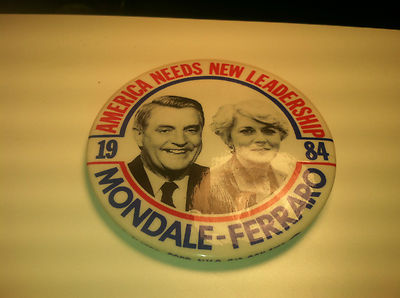 AMERICA NEEDS NEW LEADERSHIP
19 84
MONDALE-FERRARO